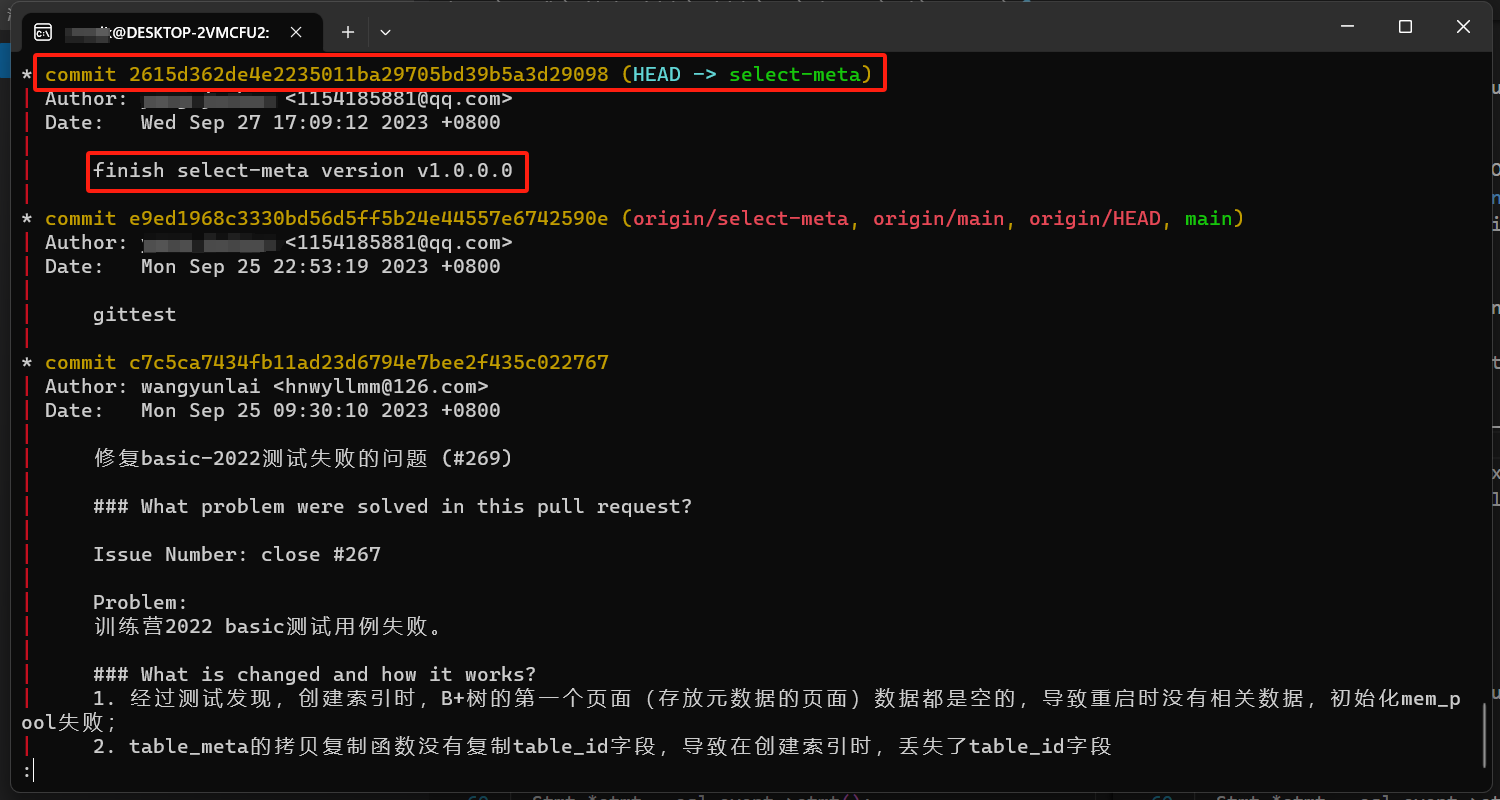 @DESKTOP-2VMCFU2:
* commit 2615d362de4e2235011ba29705bd39b5a3d29098 (HEAD -> select-meta)
| Author: <1154185881@qq.com>
| Date:   Wed Sep 27 17:09:12 2023 +0800
|
|     finish select-meta version v1.0.0.0
|
* commit e9ed1968c3330bd56d5ff5b24e44557e6742590e (origin/select-meta, origin/main, origin/HEAD, main)
| Author: <1154185881@qq.com>
| Date:   Mon Sep 25 22:53:19 2023 +0800
|
|     gittest
|
* commit c7c5ca7434fb11ad23d6794e7bee2f435c022767
| Author: wangyunlai <hnwyllmm@126.com>
| Date:   Mon Sep 25 09:30:10 2023 +0800
|
|     修复basic-2022测试失败的问题 (#269)
|
|     ### What problem were solved in this pull request?
|
|     Issue Number: close #267
|
|     Problem:
|     训练营2022 basic测试用例失败。
|
|     ### What is changed and how it works?
|     1. 经过测试发现，创建索引时，B+树的第一个页面（存放元数据的页面）数据都是空的，导致重启时没有相关数据，初始化mem_p
ool失败；
|     2. table_meta的拷贝复制函数没有复制table_id字段，导致在创建索引时，丢失了table_id字段
: